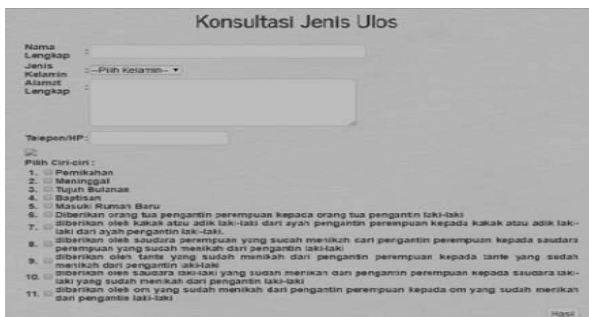 Konsultasi Jenis Ulos
Nama
Lengkap :
Jenis
Kelamin : --Pilih Kelamin--
Alamat
Lengkap :
Telepon/HP :
Pilih Ciri-ciri :
1. Pernikahan
2. Meninggal
3. Tujuh Bulanan
4. Baptisan
5. Masuki Rumah Baru
6. Diberikan orang tua pengantin perempuan kepada orang tua pengantin laki-laki
7. diberikan oleh kakak atau adik laki-laki dari ayah pengantin perempuan kepada kakak atau adik laki-
laki dari ayah pengantin laki-laki.
8. diberikan oleh saudara perempuan yang sudah menikah dari pengantin perempuan kepada saudara
perempuan yang sudah menikah dari pengantin laki-laki
9. diberikan oleh tante yang sudah menikah dari pengantin perempuan kepada tante yang sudah
menikah dari pengantin laki-laki
10. diberikan oleh saudara laki-laki yang sudah menikah dari pengantin perempuan kepada saudara laki-
laki yang sudah menikah dari pengantin laki-laki
11. diberikan oleh om yang sudah menikah dari pengantin perempuan kepada om yang sudah menikah
dari pengantin laki-laki
Hasil